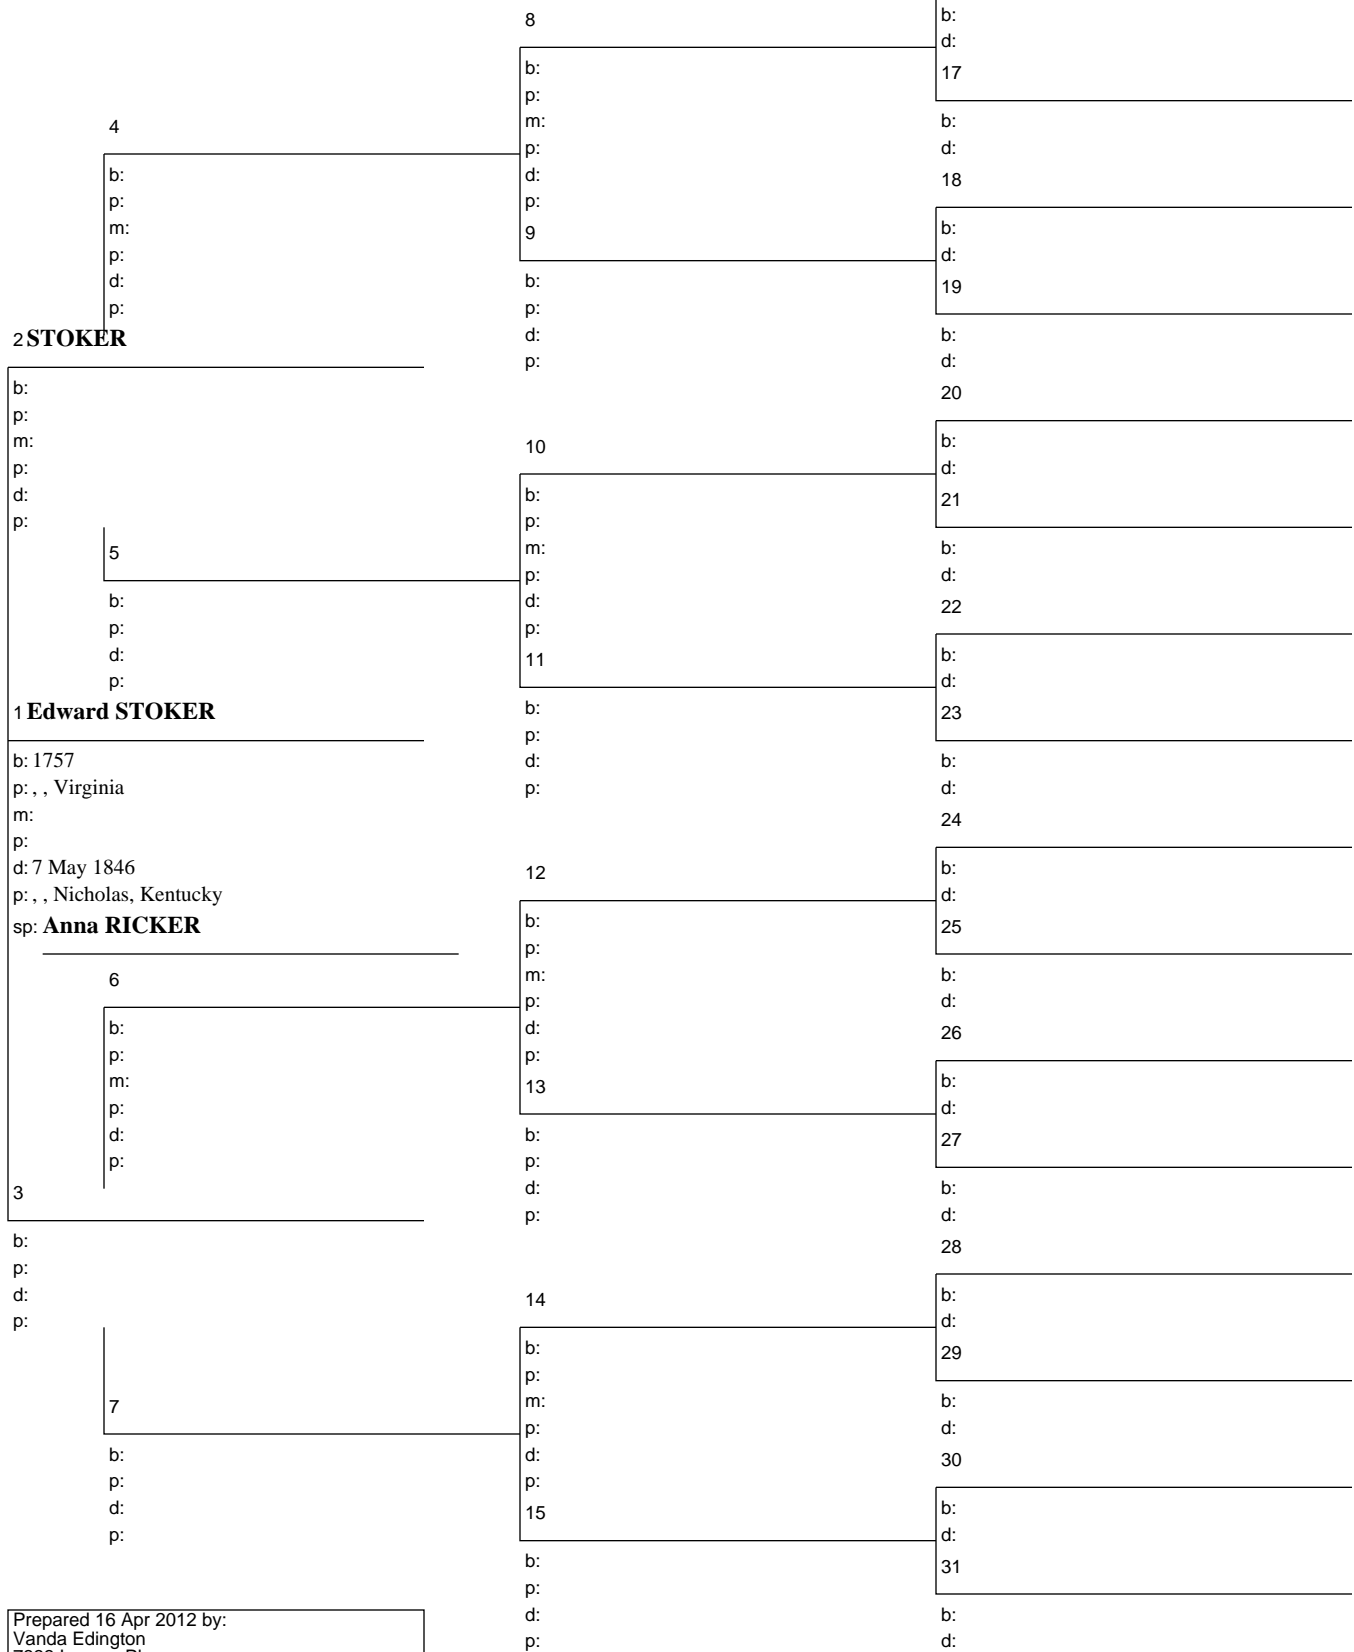 4
b:
p:
m:
p:
d:
p:
2 STOKER
b:
p:
m:
p:
d:
p:
5
b:
p:
d:
p:
1 Edward STOKER
b: 1757
p: , , Virginia
m:
p:
d: 7 May 1846
p: , , Nicholas, Kentucky
sp: Anna RICKER
6
b:
p:
m:
p:
d:
p:
3
b:
p:
d:
p:
7
b:
p:
d:
p:
Prepared 16 Apr 2012 by:
Vanda Edington
8
b:
p:
m:
p:
d:
p:
9
b:
p:
d:
p:
10
b:
p:
m:
p:
d:
p:
11
b:
p:
d:
p:
12
b:
p:
m:
p:
d:
p:
13
b:
p:
d:
p:
14
b:
p:
m:
p:
d:
p:
15
b:
p:
d:
p:
b:
d:
17
b:
d:
18
b:
d:
19
b:
d:
20
b:
d:
21
b:
d:
22
b:
d:
23
b:
d:
24
b:
d:
25
b:
d:
26
b:
d:
27
b:
d:
28
b:
d:
29
b:
d:
30
b:
d:
31
b:
d: